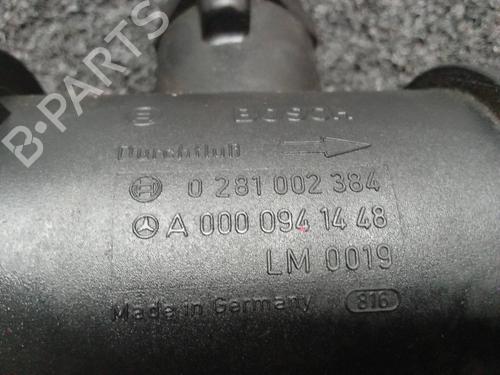 B-PARTS
BOSCH
Durchfluß
0 281 002 384
A 000 094 14 48
LM 0019
Made in Germany 816